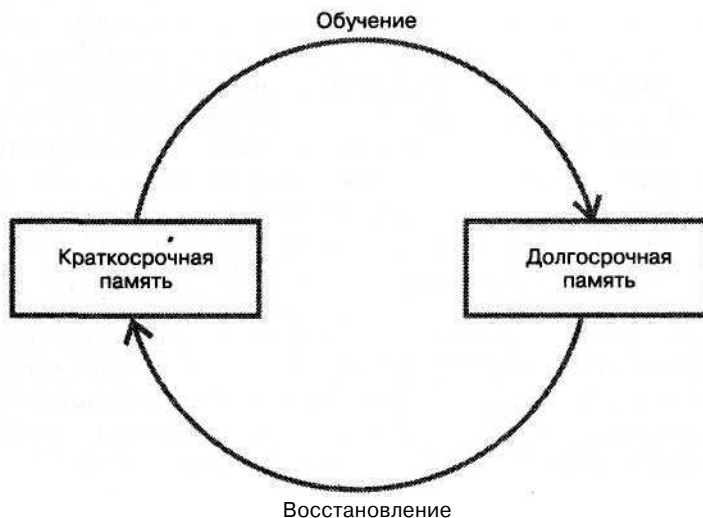 Обучение
Краткосрочная
память
Долгосрочная
память
Восстановление